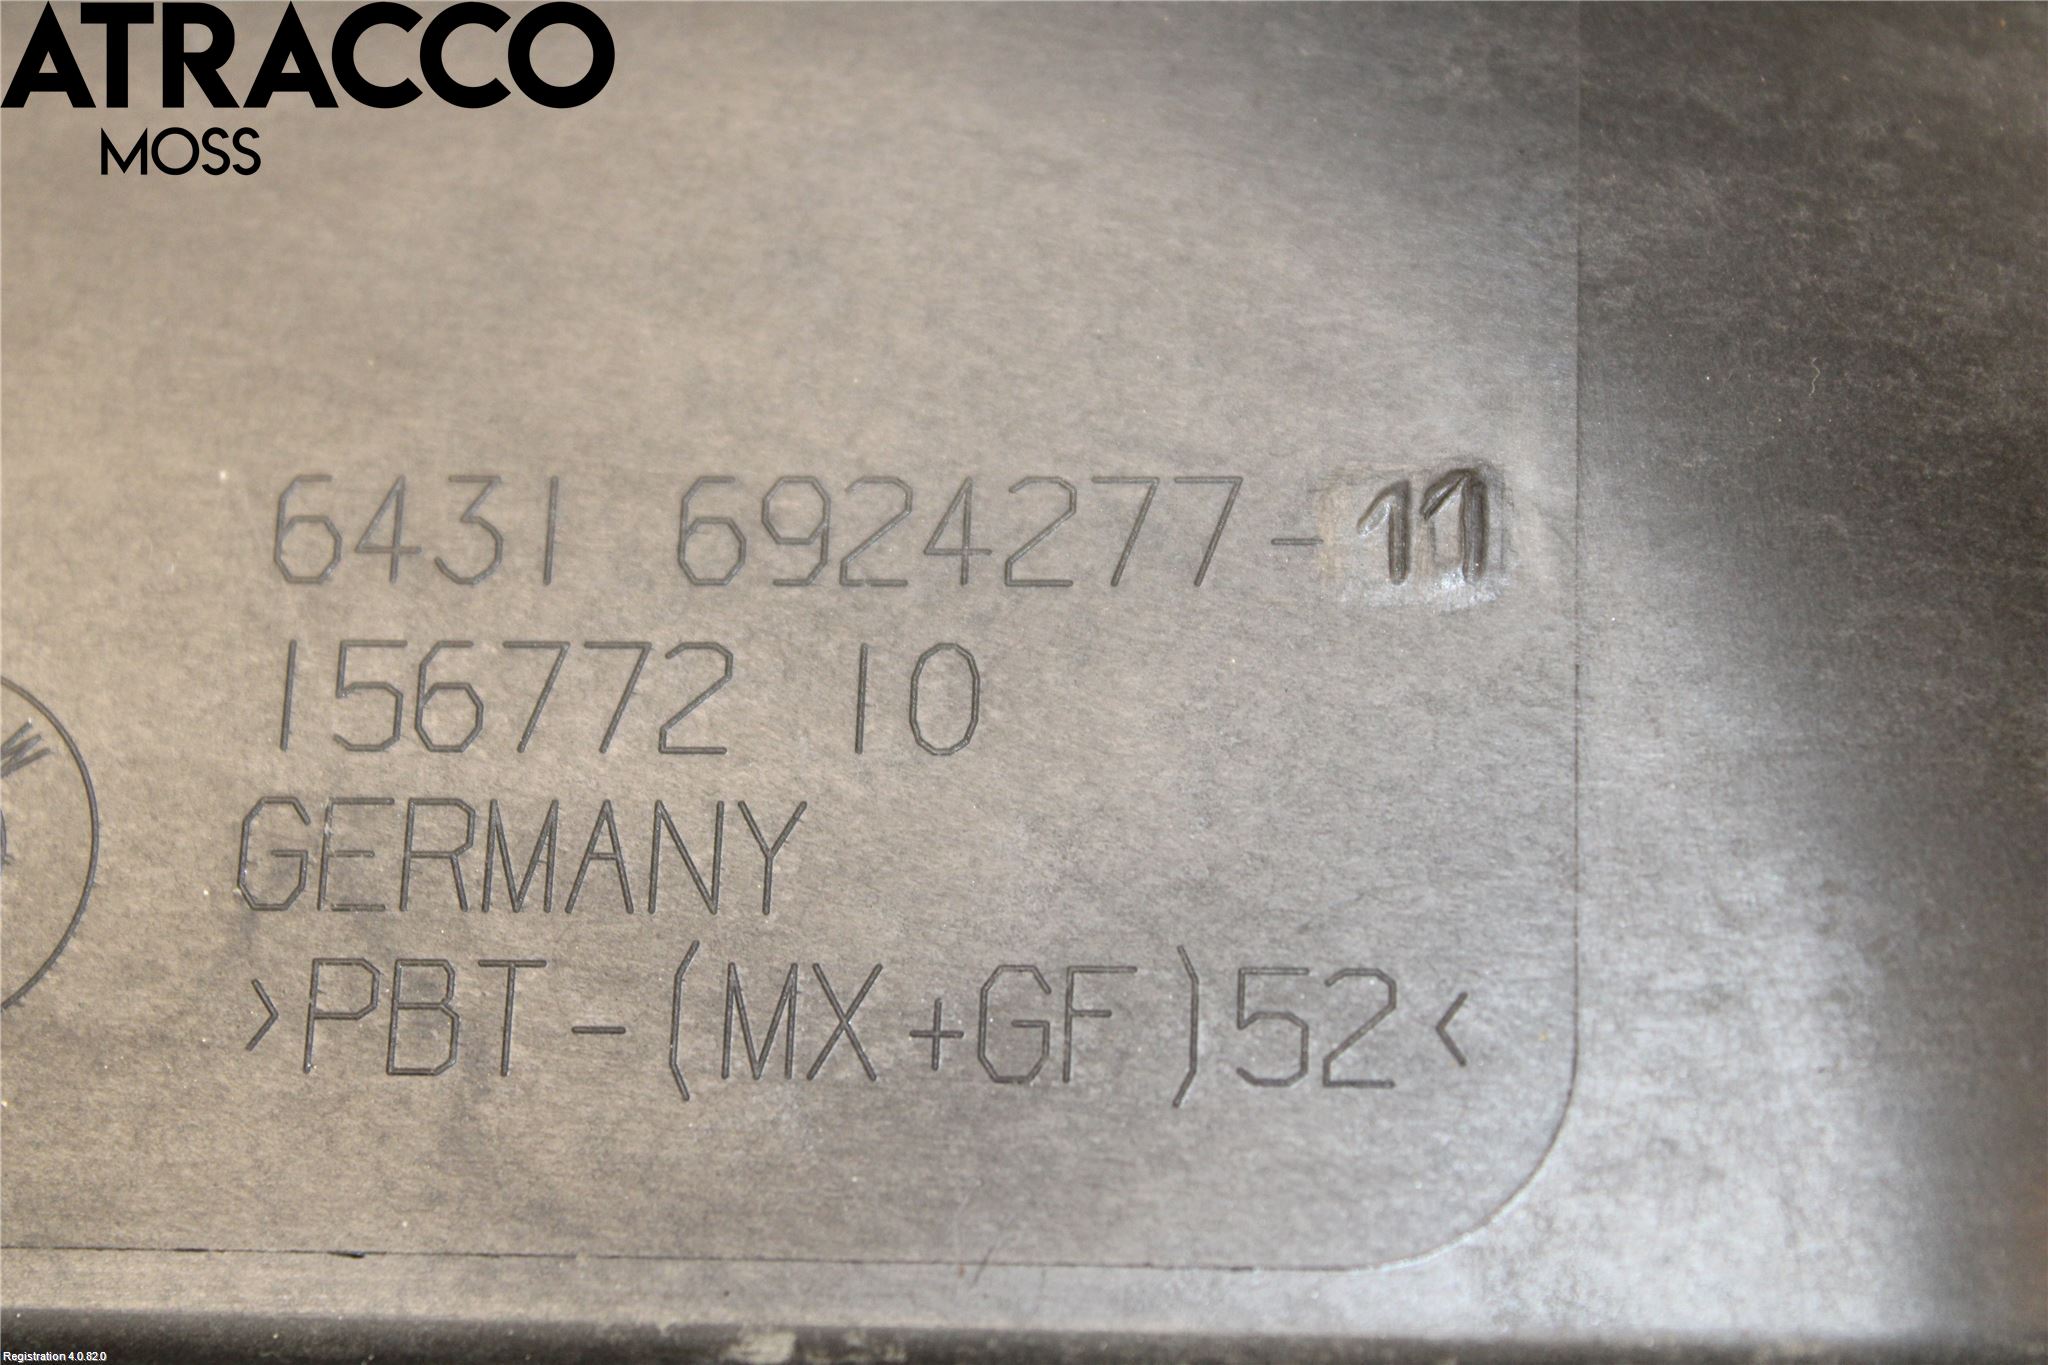 ATRACCO
MOSS
6431 6924277-11
156772 10
GERMANY
W
>PBT-(MX+GF)52<
Registration 4.0.82.0